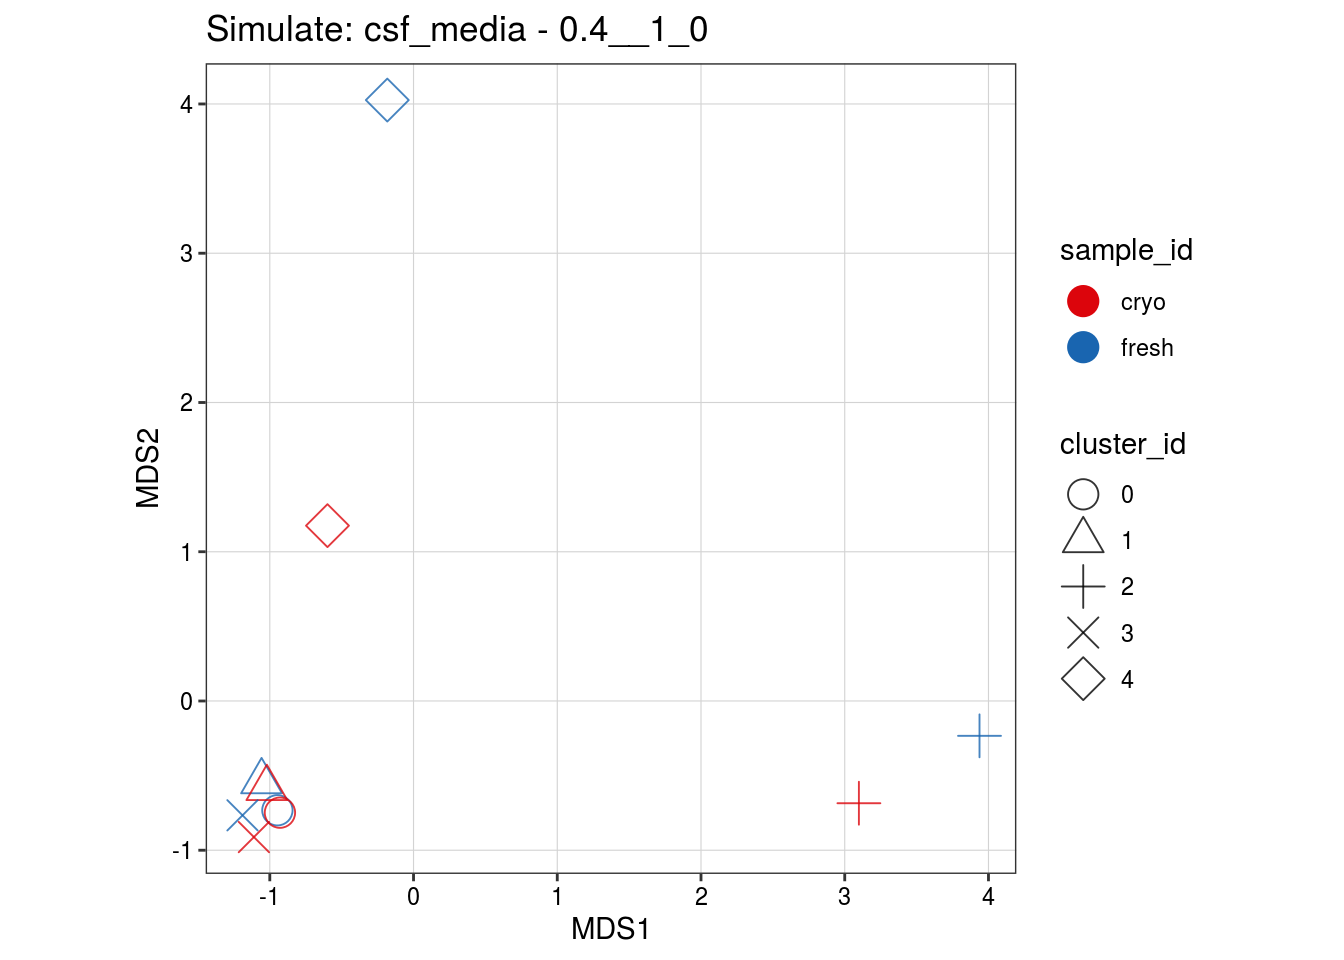 Simulate: csf_media - 0.4__1_0
4
3
2
1
0
-1
MDS2
-1
0
1
2
3
4
MDS1
sample_id
cryo
fresh
cluster_id
0
1
2
3
4